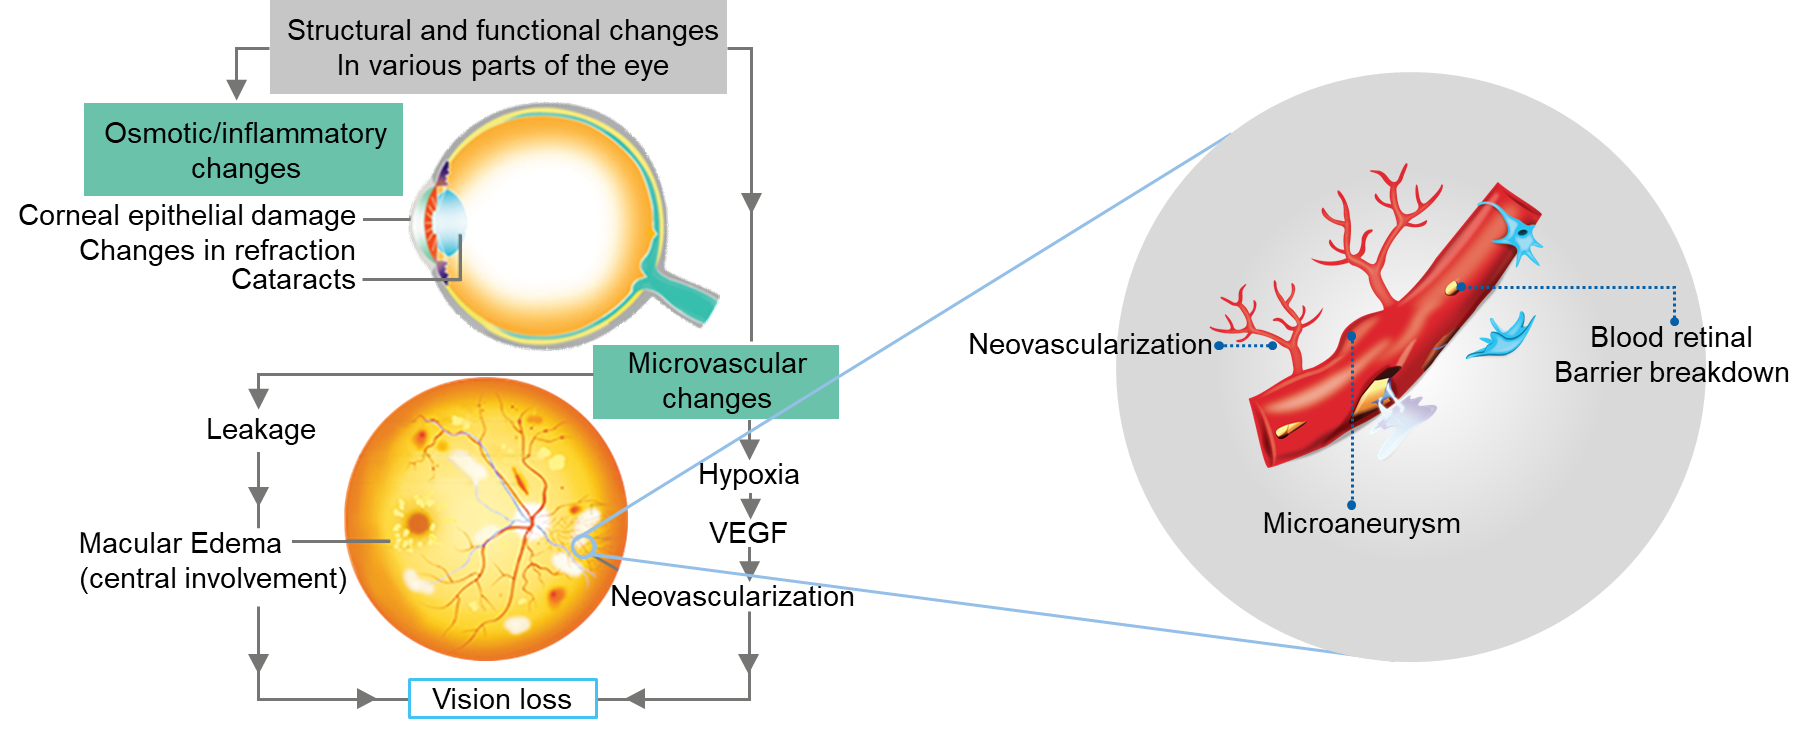 Structural and functional changes
In various parts of the eye
Osmotic/inflammatory
changes
Corneal epithelial damage
Changes in refraction
Cataracts
Microvascular
changes
Leakage
Macular Edema
(central involvement)
Hypoxia
VEGF
Neovascularization
Vision loss
Neovascularization
Blood retinal
Barrier breakdown
Microaneurysm